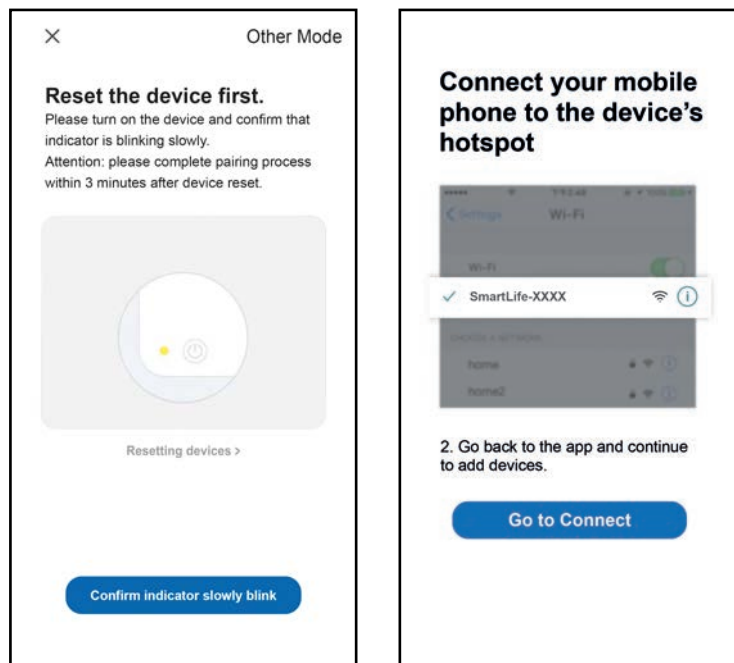 Other Mode
Reset the device first.
Please turn on the device and confirm that
indicator is blinking slowly.
Attention: please complete pairing process
within 3 minutes after device reset.
Resetting devices >
Confirm indicator slowly blink
Connect your mobile
phone to the device's
hotspot
Settings Wi-Fi
Wi-Fi
SmartLife-XXXX
CHOOSE A NETWORK
home
home2
2. Go back to the app and continue
to add devices.
Go to Connect